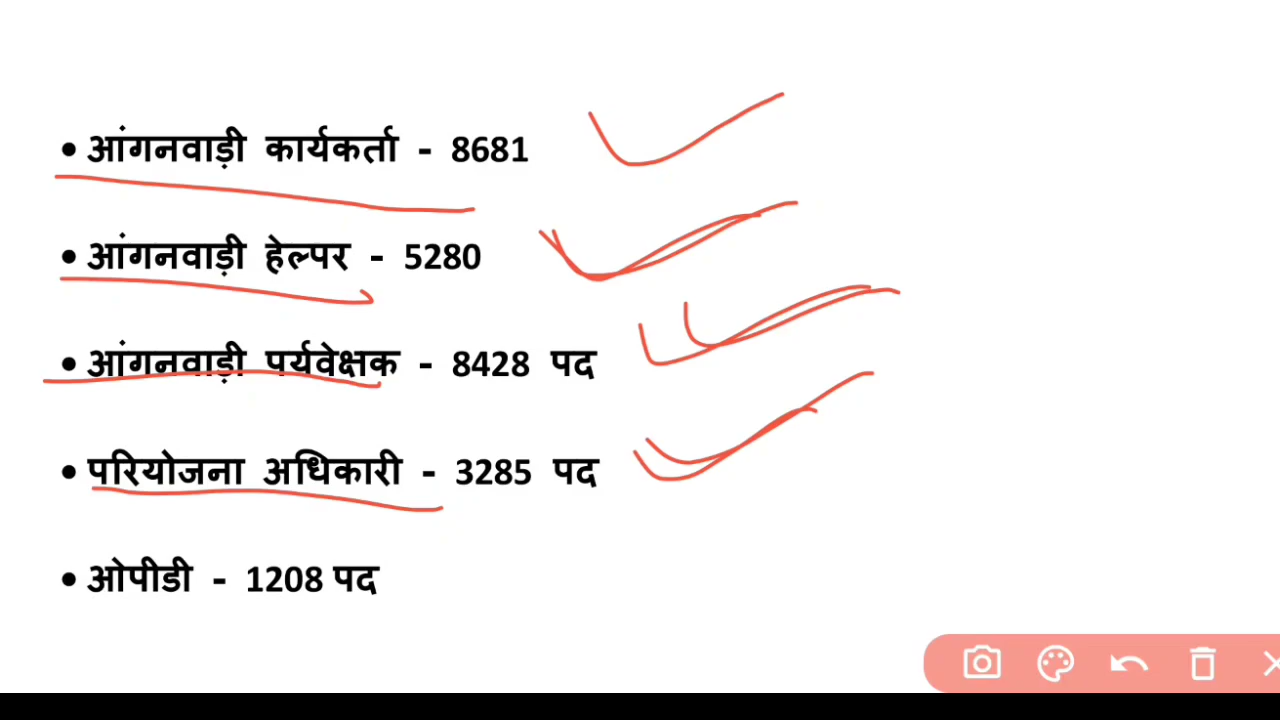 • आंगनवाड़ी कार्यकर्ता - 8681
• आंगनवाड़ी हेल्पर - 5280
• आंगनवाड़ी पर्यवेक्षक - 8428 पद
• परियोजना अधिकारी - 3285 पद
• ओपीडी - 1208 पद